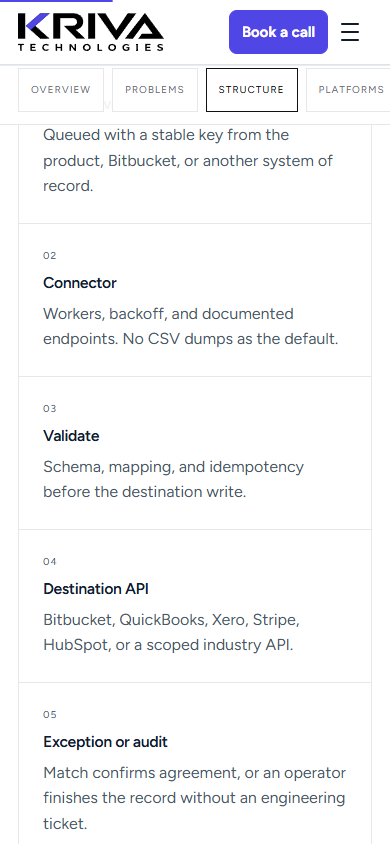 KRIVA
TECHNOLOGIES
Book a call
OVERVIEW
PROBLEMS
STRUCTURE
PLATFORMS
Queued with a stable key from the
product, Bitbucket, or another system of
record.
02
Connector
Workers, backoff, and documented
endpoints. No CSV dumps as the default.
03
Validate
Schema, mapping, and idempotency
before the destination write.
04
Destination API
Bitbucket, QuickBooks, Xero, Stripe,
HubSpot, or a scoped industry API.
05
Exception or audit
Match confirms agreement, or an operator
finishes the record without an engineering
ticket.